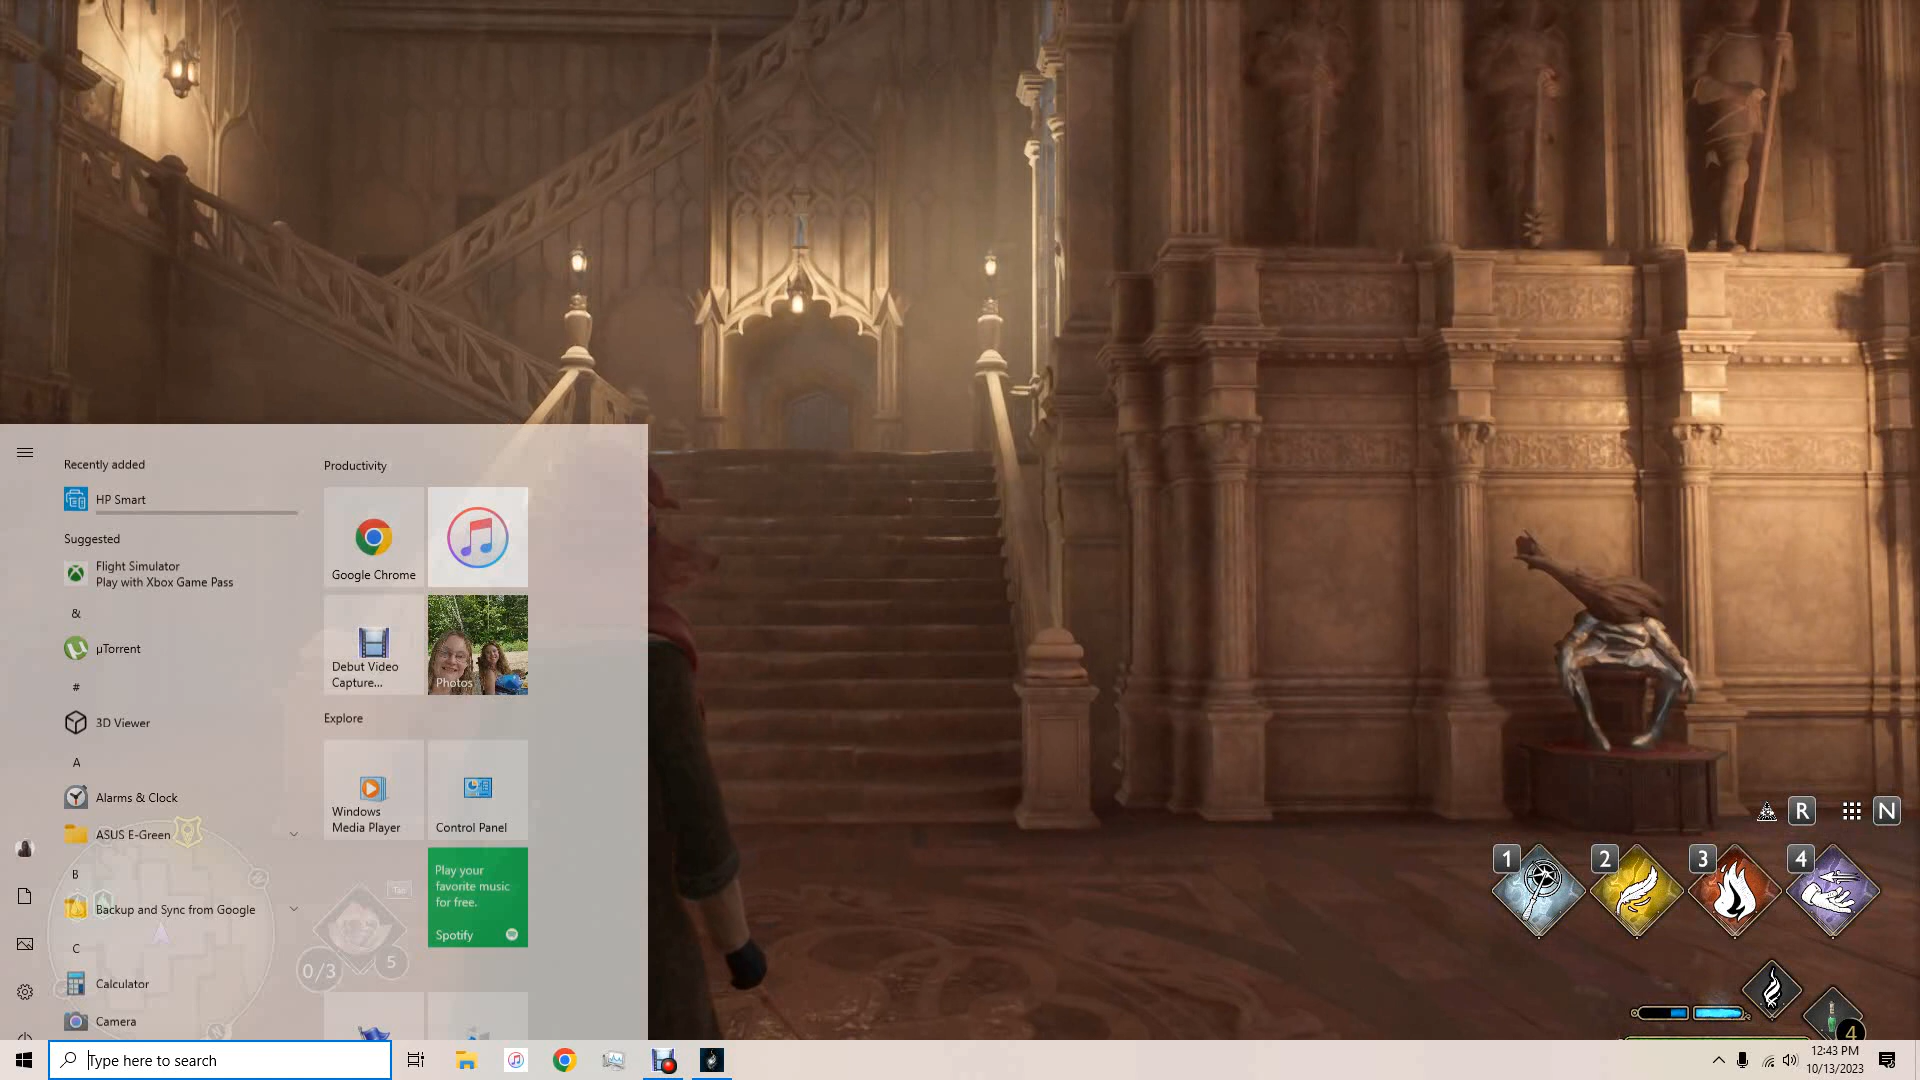 Recently added
HP Smart
Suggested
Flight Simulator
Play with Xbox Game Pass
&
µTorrent
#
3D Viewer
A
Alarms & Clock
ASUS E-Green
B
Backup and Sync from Google
C
Calculator
Camera
Productivity
Google Chrome
Debut Video
Capture...
Photos
Explore
Windows
Media Player
Control Panel
Play your
favorite music
for free.
Spotify
Tab
0/3
5
N
R
N
1
2
3
4
4
Type here to search
12:43 PM
10/13/2023